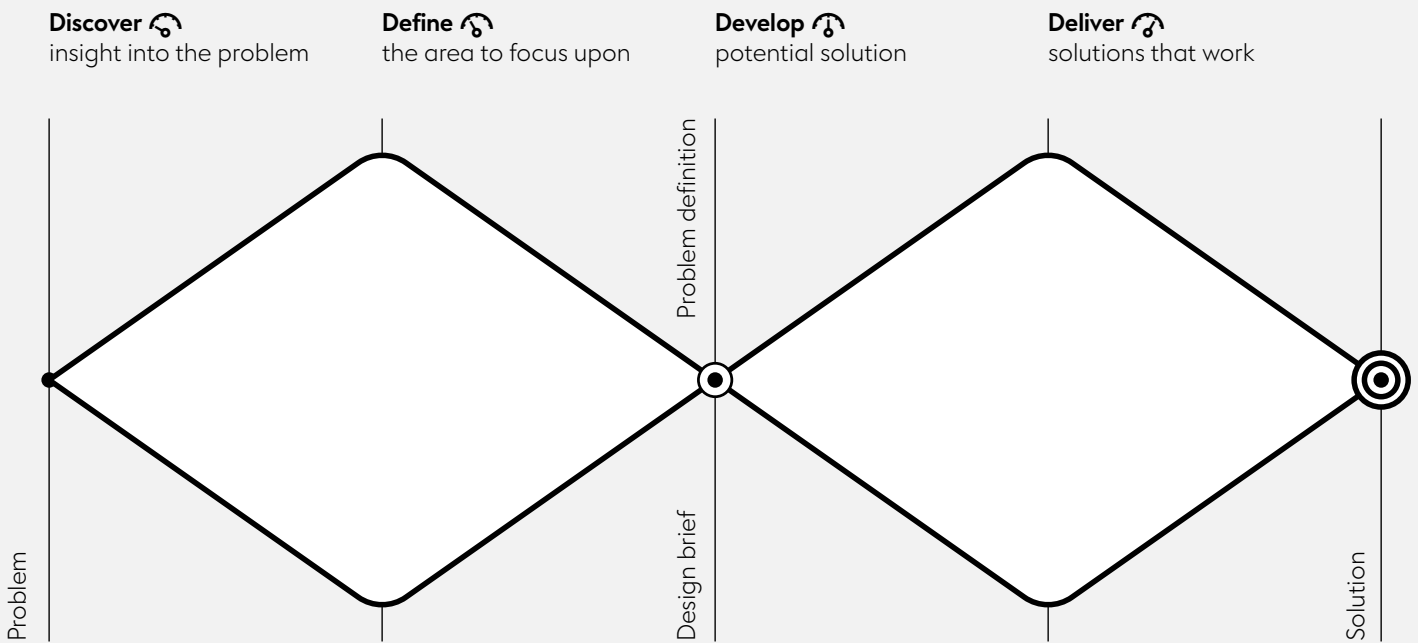 Discover
insight into the problem
Define
the area to focus upon
Develop
potential solution
Deliver
solutions that work
Problem
Problem definition
Design brief
Solution